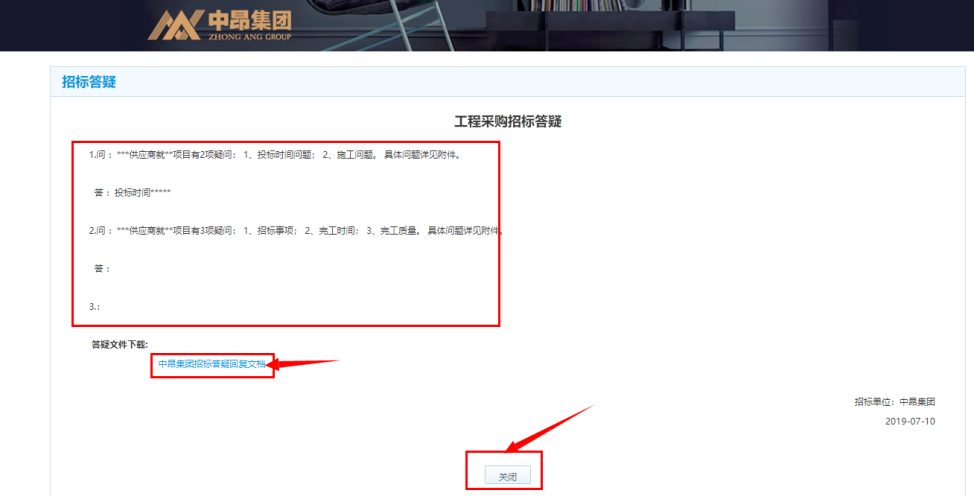 中昂集团
ZHONG ANG GROUP
招标答疑
工程采购招标答疑
1.问：***供应商就**项目有2项疑问：1、投标时间问题；2、施工问题。具体问题详见附件。
答：投标时间*****
2.问：***供应商就**项目有3项疑问：1、招标事项；2、完工时间；3、完工质量。具体问题详见附件。
答：
3.：
答疑文件下载:
中昂集团招标答疑回复文档
招标单位：中昂集团
2019-07-10
关闭